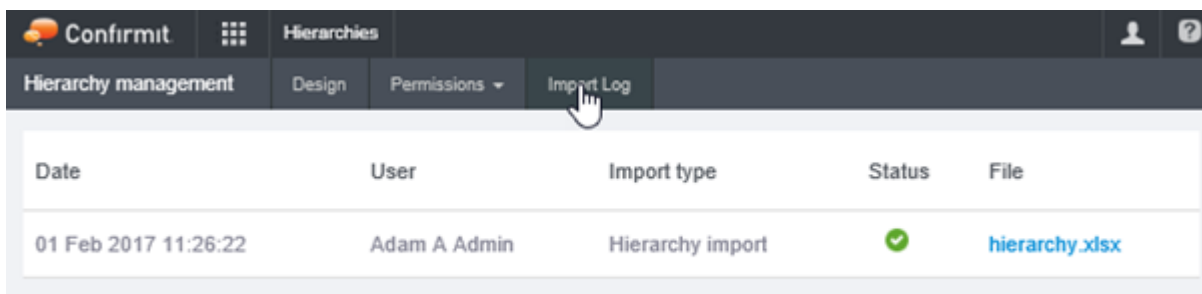 Confirmit Hierarchies ?
Hierarchy management Design Permissions Import Log
Date User Import type Status File
01 Feb 2017 11:26:22 Adam A Admin Hierarchy import hierarchy.xlsx